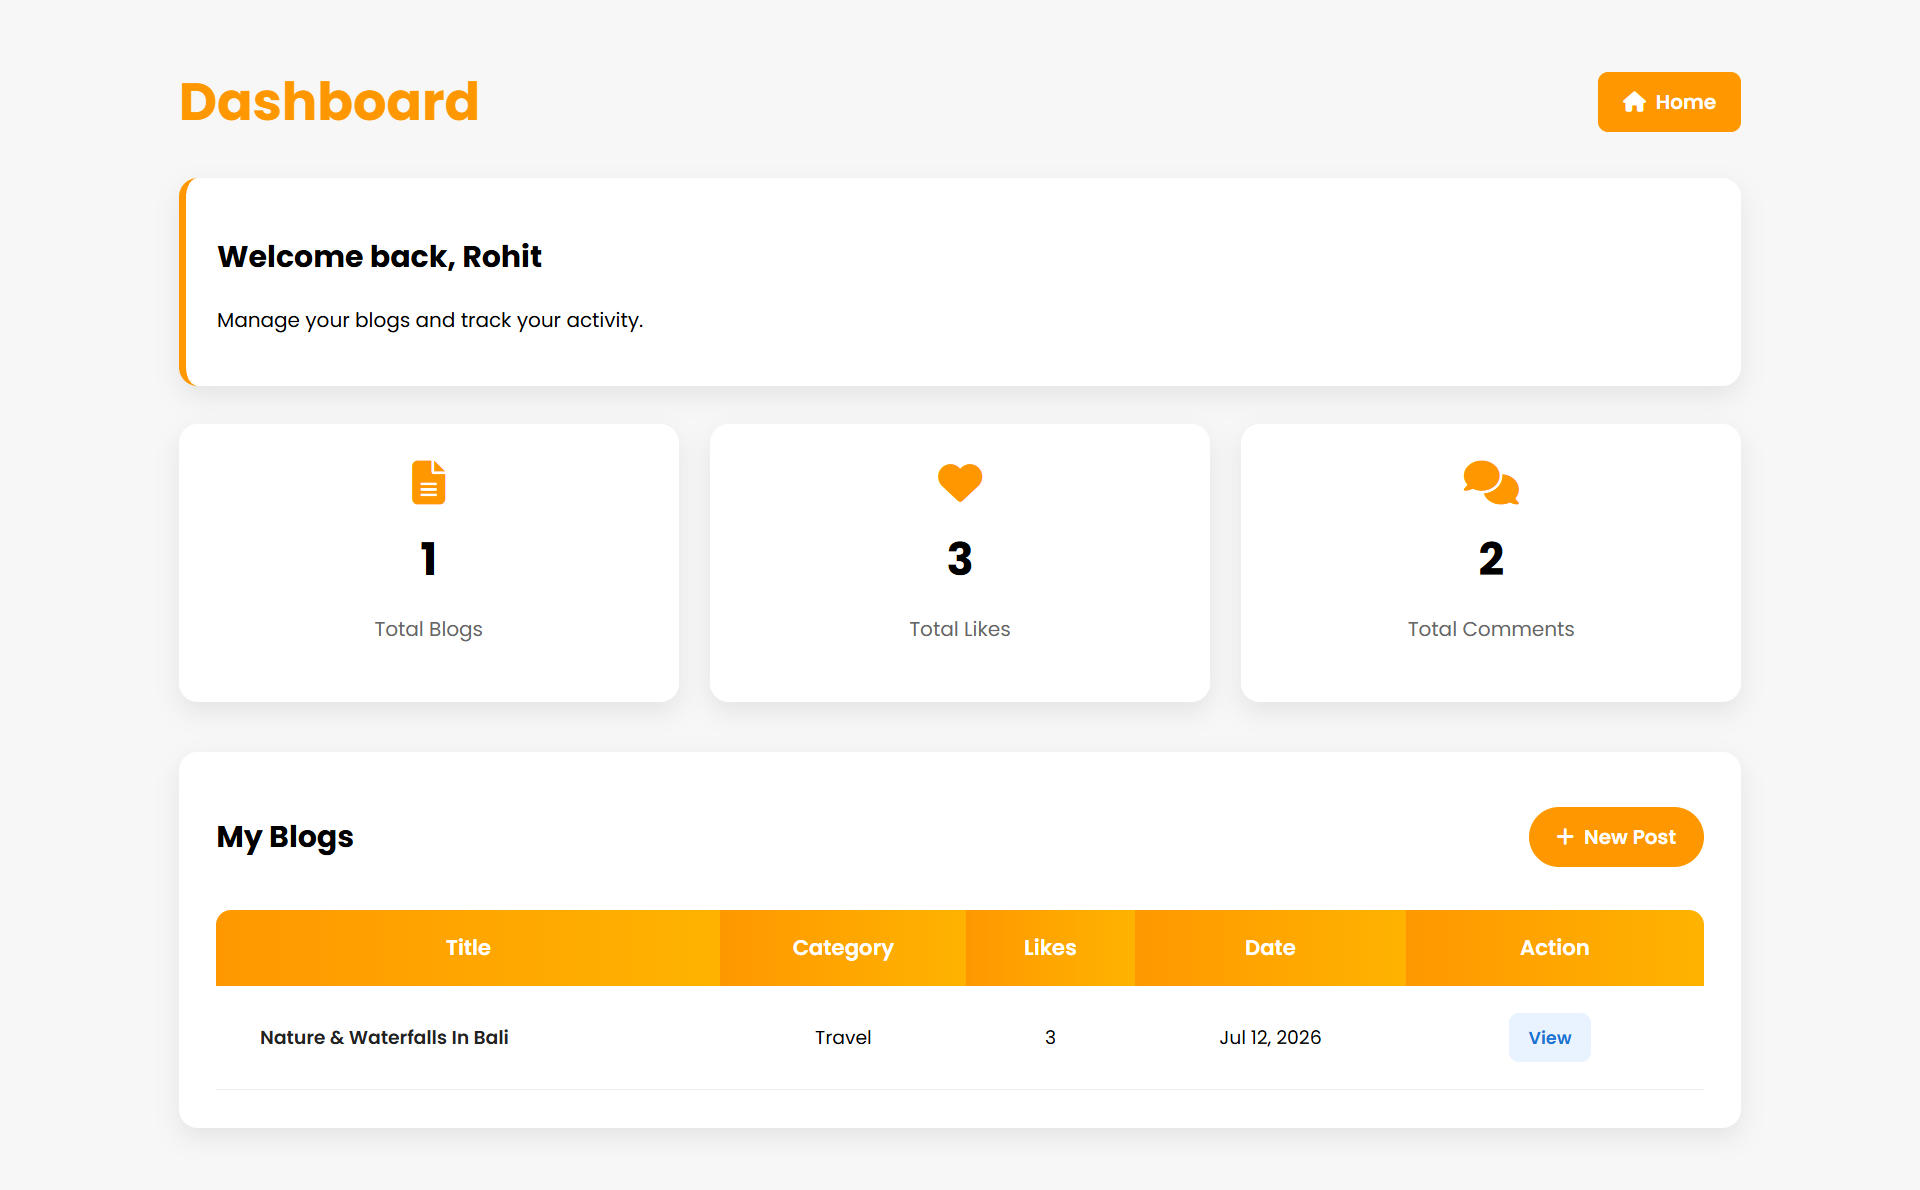 Dashboard
Home
Welcome back, Rohit
Manage your blogs and track your activity.
1
Total Blogs
3
Total Likes
2
Total Comments
My Blogs
+ New Post
Title Category Likes Date Action
Nature & Waterfalls In Bali Travel 3 Jul 12, 2026 View